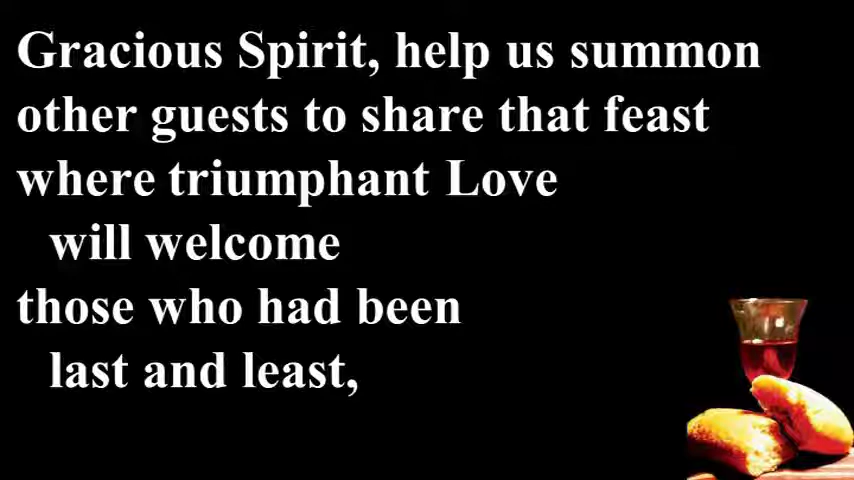 Gracious Spirit, help us summon
other guests to share that feast
where triumphant Love
will welcome
those who had been
last and least,